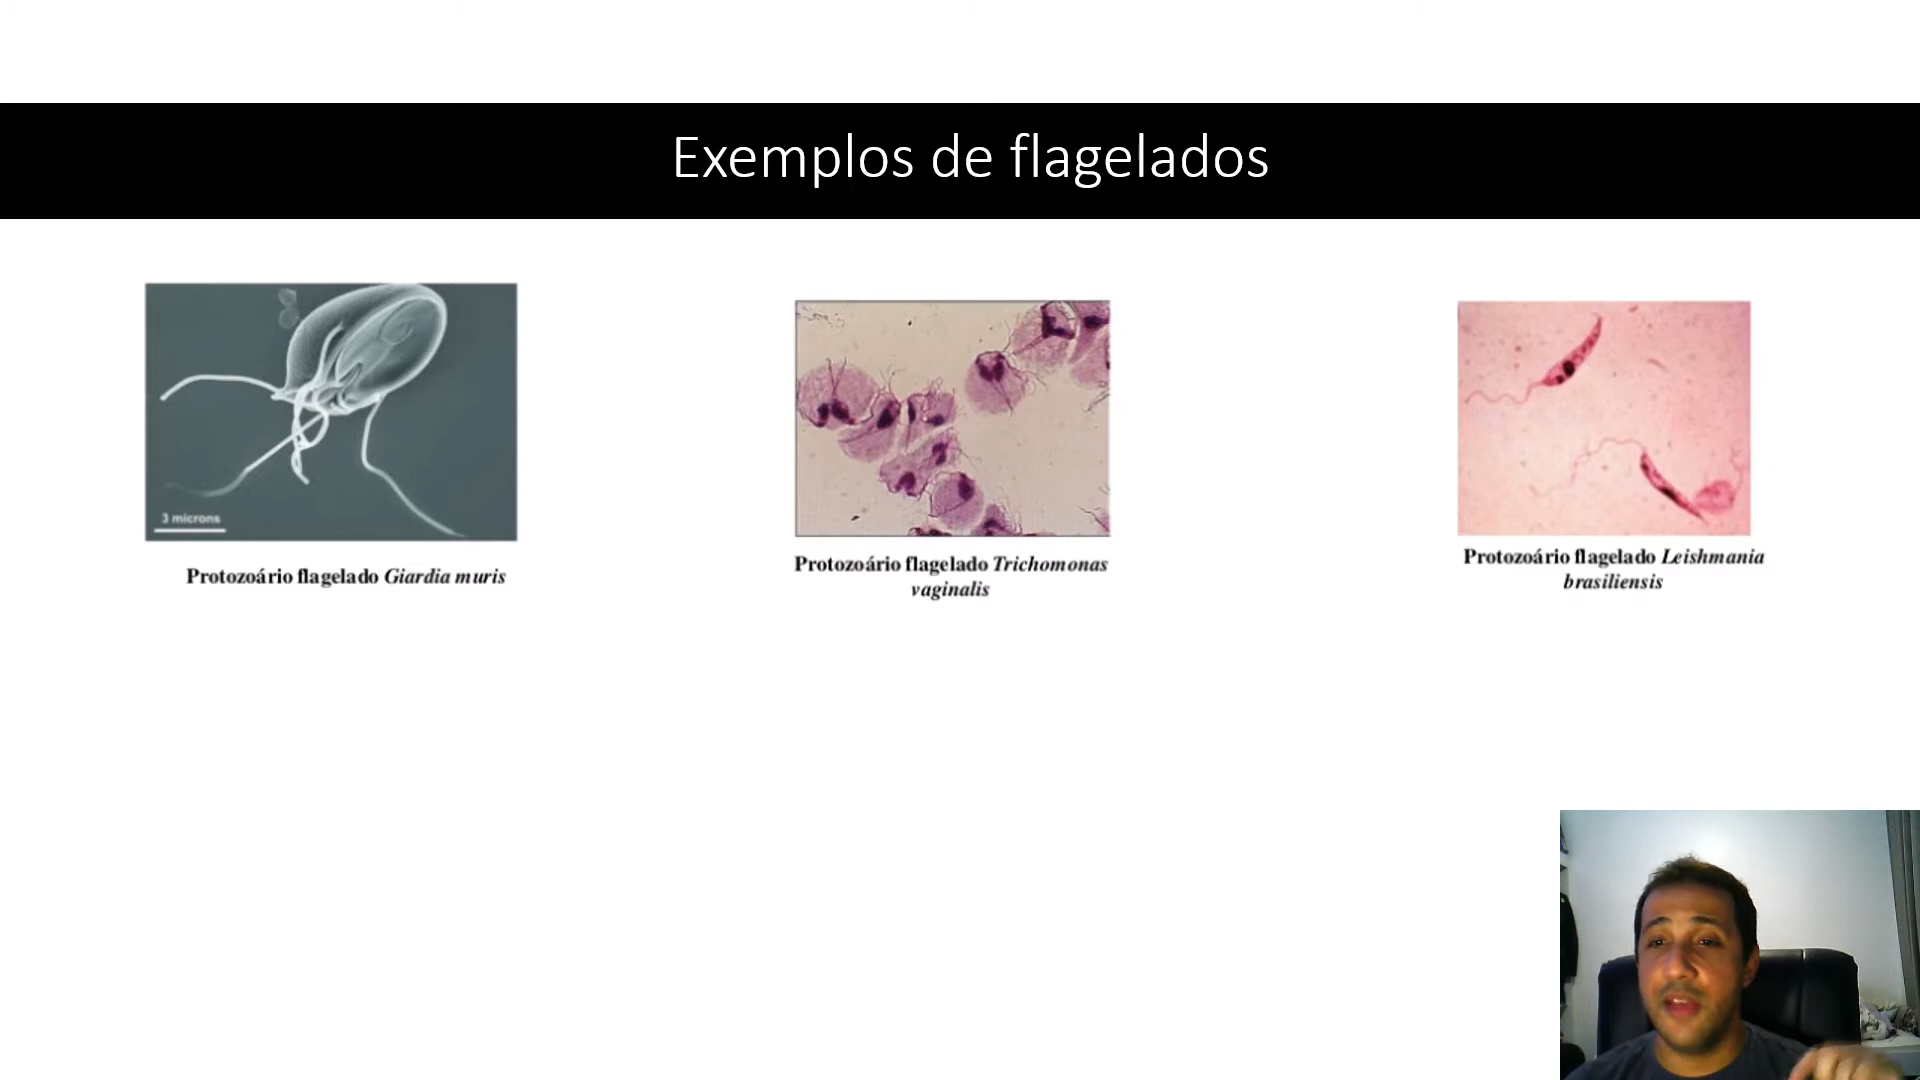 Exemplos de flagelados
3 microns
Protozoário flagelado Giardia muris
Protozoário flagelado Trichomonas
vaginalis
Protozoário flagelado Leishmania
brasiliensis